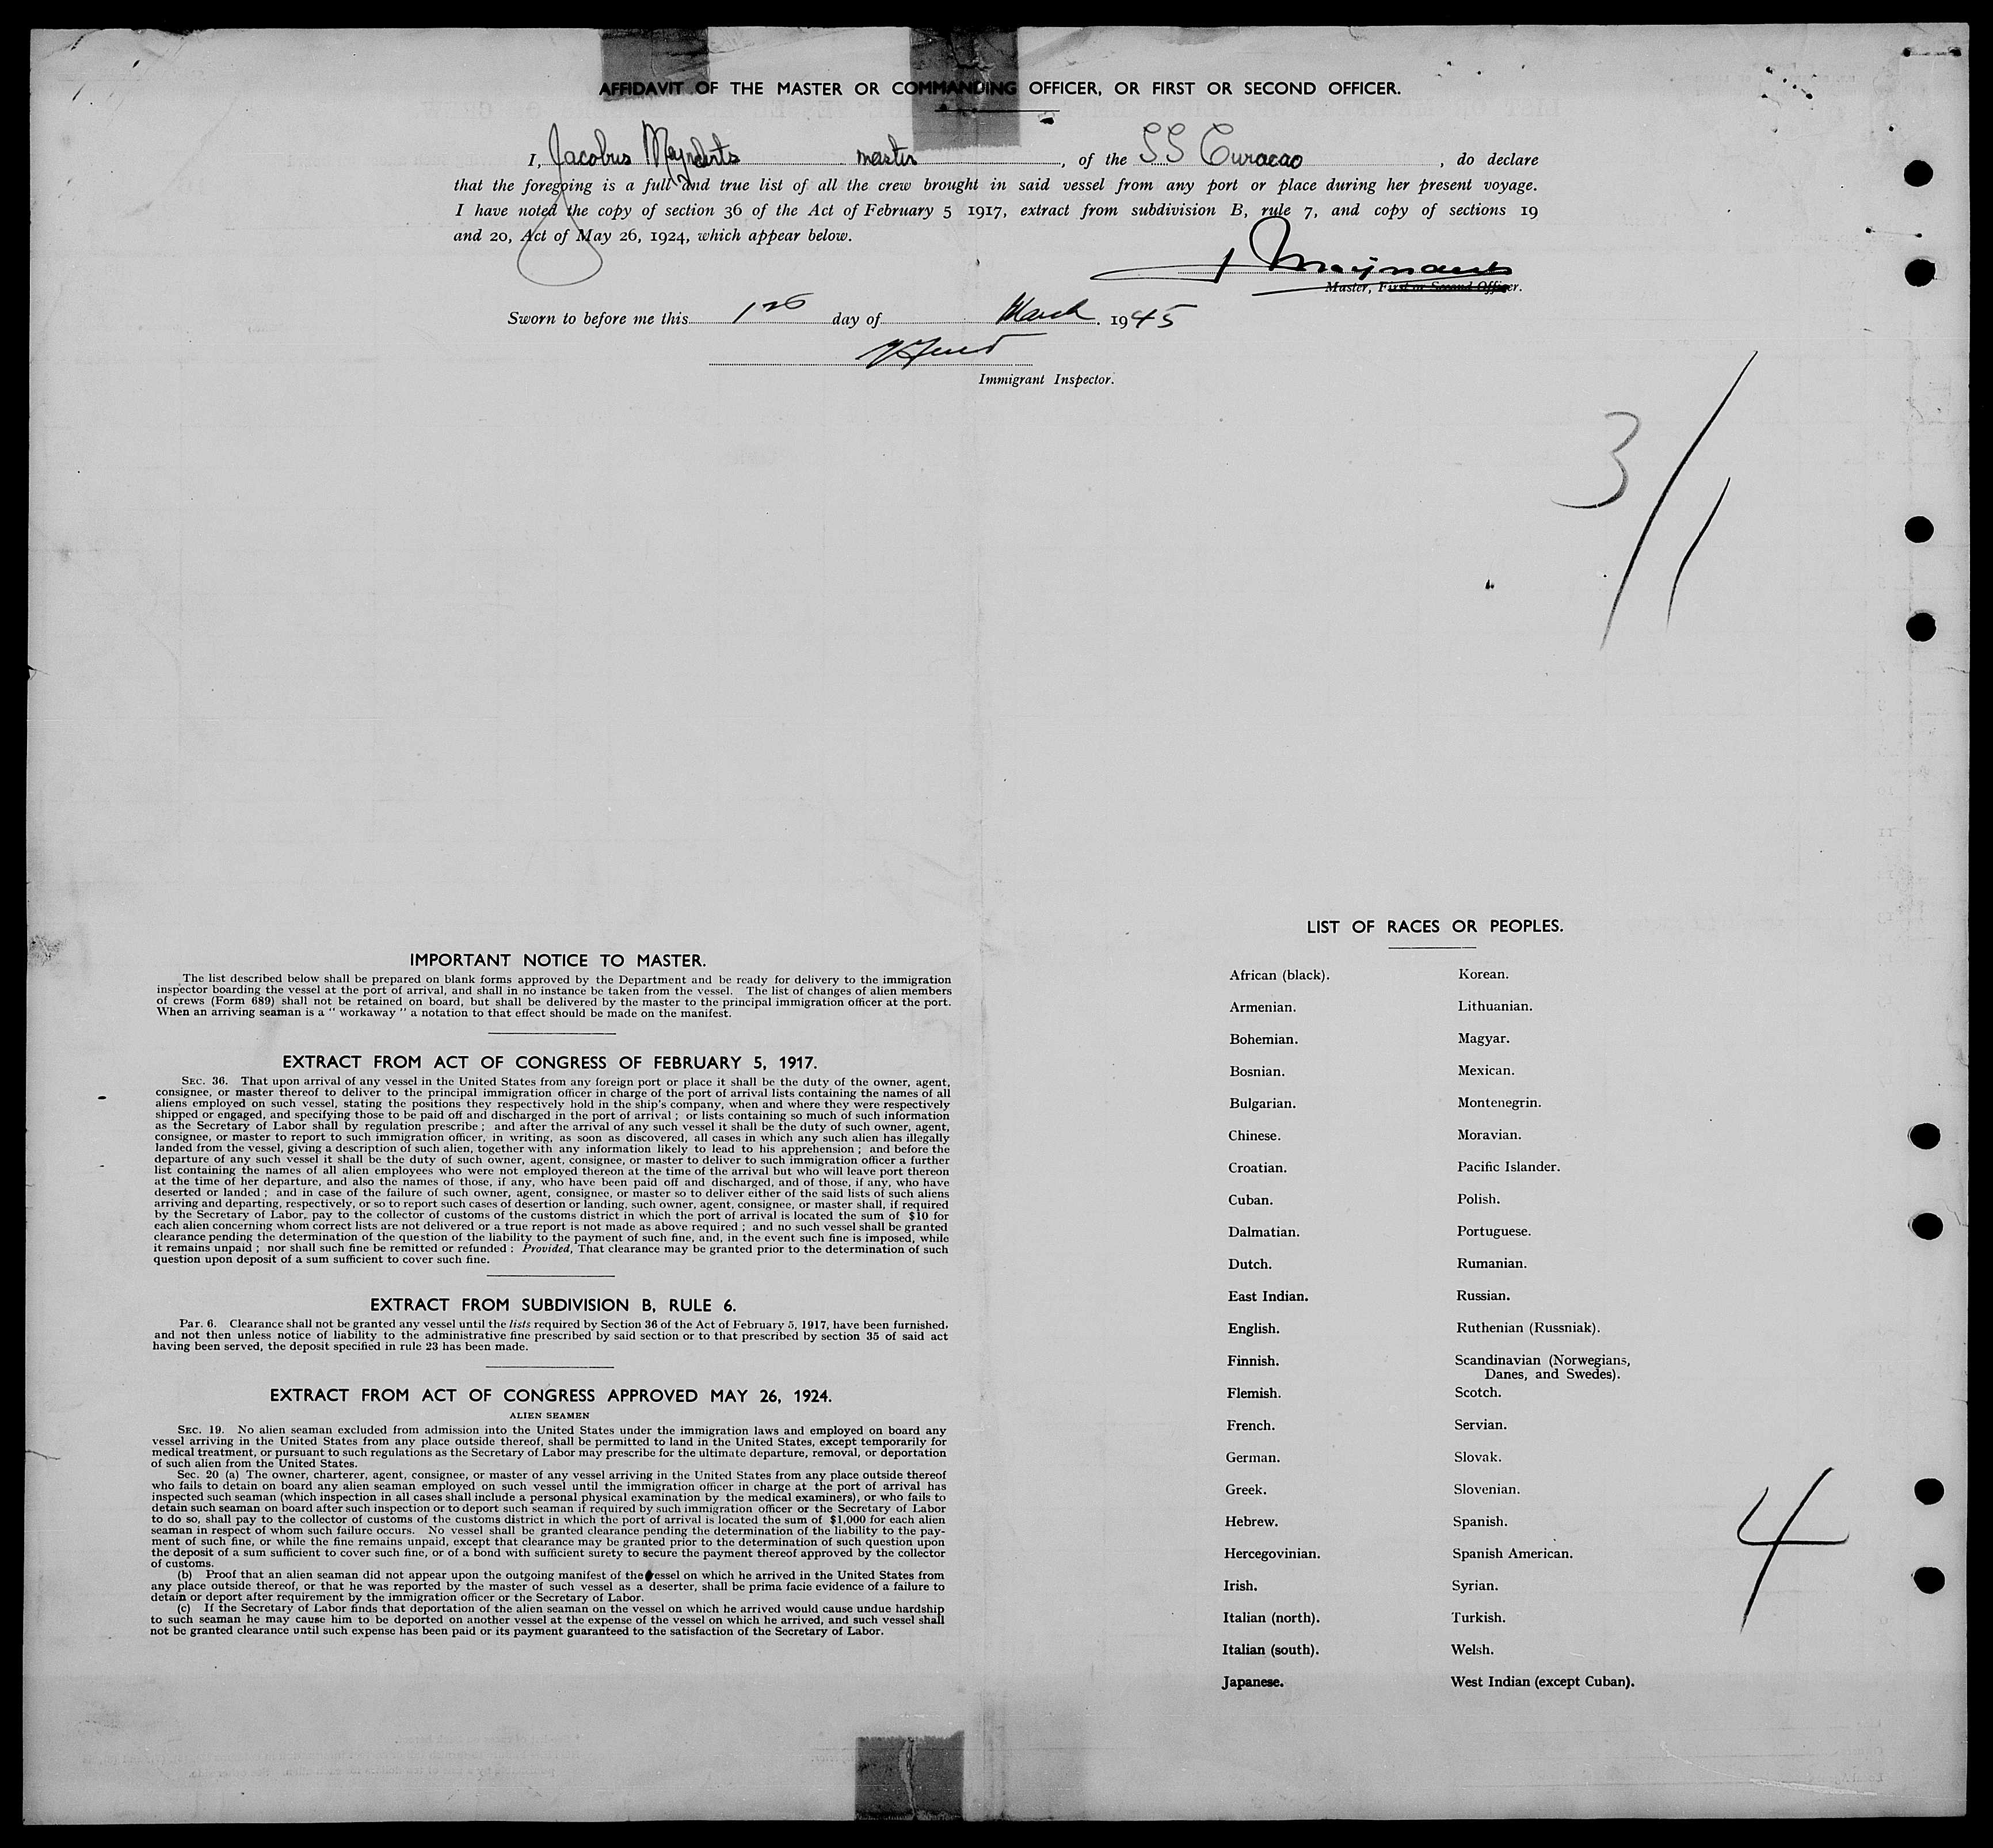 AFFIDAVIT OF THE MASTER OR COMMANDING OFFICER, OR FIRST OR SECOND OFFICER.
I, Jacobus master, of the SS Curacao, do declare
that the foregoing is a full and true list of all the crew brought in said vessel from any port or place during her present voyage.
I have noted the copy of section 36 of the Act of February 5 1917, extract from subdivision B, rule 7, and copy of sections 19
and 20, Act of May 26, 1924, which appear below.
Master, First or Second Officer.
Sworn to before me this 1st day of March. 1945
Immigrant Inspector.
3/1
IMPORTANT NOTICE TO MASTER.
The list described below shall be prepared on blank forms approved by the Department and be ready for delivery to the immigration
inspector boarding the vessel at the port of arrival, and shall in no instance be taken from the vessel. The list of changes of alien members
of crews (Form 689) shall not be retained on board, but shall be delivered by the master to the principal immigration officer at the port.
When an arriving seaman is a " workaway " a notation to that effect should be made on the manifest.
EXTRACT FROM ACT OF CONGRESS OF FEBRUARY 5, 1917.
SEC. 36. That upon arrival of any vessel in the United States from any foreign port or place it shall be the duty of the owner, agent,
consignee, or master thereof to deliver to the principal immigration officer in charge of the port of arrival lists containing the names of all
aliens employed on such vessel, stating the positions they respectively hold in the ship's company, when and where they were respectively
shipped or engaged, and specifying those to be paid off and discharged in the port of arrival ; or lists containing so much of such information
as the Secretary of Labor shall by regulation prescribe ; and after the arrival of any such vessel it shall be the duty of such owner, agent,
consignee, or master to report to such immigration officer, in writing, as soon as discovered, all cases in which any such alien has illegally
landed from the vessel, giving a description of such alien, together with any information likely to lead to his apprehension ; and before the
departure of any such vessel it shall be the duty of such owner, agent, consignee, or master to deliver to such immigration officer a further
list containing the names of all alien employees who were not employed thereon at the time of the arrival but who will leave port thereon
at the time of her departure, and also the names of those, if any, who have been paid off and discharged, and of those, if any, who have
deserted or landed ; and in case of the failure of such owner, agent, consignee, or master so to deliver either of the said lists of such aliens
arriving and departing, respectively, or so to report such cases of desertion or landing, such owner, agent, consignee, or master shall, if required
by the Secretary of Labor, pay to the collector of customs of the customs district in which the port of arrival is located the sum of $10 for
each alien concerning whom correct lists are not delivered or a true report is not made as above required ; and no such vessel shall be granted
clearance pending the determination of the question of the liability to the payment of such fine, and, in the event such fine is imposed, while
it remains unpaid ; nor shall such fine be remitted or refunded : Provided, That clearance may be granted prior to the determination of such
question upon deposit of a sum sufficient to cover such fine.
EXTRACT FROM SUBDIVISION B, RULE 6.
Par. 6. Clearance shall not be granted any vessel until the lists required by Section 36 of the Act of February 5, 1917, have been furnished,
and not then unless notice of liability to the administrative fine prescribed by said section or to that prescribed by section 35 of said act
having been served, the deposit specified in rule 23 has been made.
EXTRACT FROM ACT OF CONGRESS APPROVED MAY 26, 1924.
ALIEN SEAMEN
SEC. 19. No alien seaman excluded from admission into the United States under the immigration laws and employed on board any
vessel arriving in the United States from any place outside thereof, shall be permitted to land in the United States, except temporarily for
medical treatment, or pursuant to such regulations as the Secretary of Labor may prescribe for the ultimate departure, removal, or deportation
of such alien from the United States.
Sec. 20 (a) The owner, charterer, agent, consignee, or master of any vessel arriving in the United States from any place outside thereof
who fails to detain on board any alien seaman employed on such vessel until the immigration officer in charge at the port of arrival has
inspected such seaman (which inspection in all cases shall include a personal physical examination by the medical examiners), or who fails to
detain such seaman on board after such inspection or to deport such seaman if required by such immigration officer or the Secretary of Labor
to do so, shall pay to the collector of customs of the customs district in which the port of arrival is located the sum of $1,000 for each alien
seaman in respect of whom such failure occurs. No vessel shall be granted clearance pending the determination of the liability to the pay-
ment of such fine, or while the fine remains unpaid, except that clearance may be granted prior to the determination of such question upon
the deposit of a sum sufficient to cover such fine, or of a bond with sufficient surety to secure the payment thereof approved by the collector
of customs.
(b) Proof that an alien seaman did not appear upon the outgoing manifest of the vessel on which he arrived in the United States from
any place outside thereof, or that he was reported by the master of such vessel as a deserter, shall be prima facie evidence of a failure to
detain or deport after requirement by the immigration officer or the Secretary of Labor.
(c) If the Secretary of Labor finds that deportation of the alien seaman on the vessel on which he arrived would cause undue hardship
to such seaman he may cause him to be deported on another vessel at the expense of the vessel on which he arrived, and such vessel shall
not be granted clearance until such expense has been paid or its payment guaranteed to the satisfaction of the Secretary of Labor.
LIST OF RACES OR PEOPLES.
African (black). Korean.
Armenian. Lithuanian.
Bohemian. Magyar.
Bosnian. Mexican.
Bulgarian. Montenegrin.
Chinese. Moravian.
Croatian. Pacific Islander.
Cuban. Polish.
Dalmatian. Portuguese.
Dutch. Rumanian.
East Indian. Russian.
English. Ruthenian (Russniak).
Finnish. Scandinavian (Norwegians,
Danes, and Swedes).
Flemish. Scotch.
French. Servian.
German. Slovak.
Greek. Slovenian.
Hebrew. Spanish.
Hercegovinian. Spanish American.
Irish. Syrian.
Italian (north). Turkish.
Italian (south). Welsh.
Japanese. West Indian (except Cuban).
4